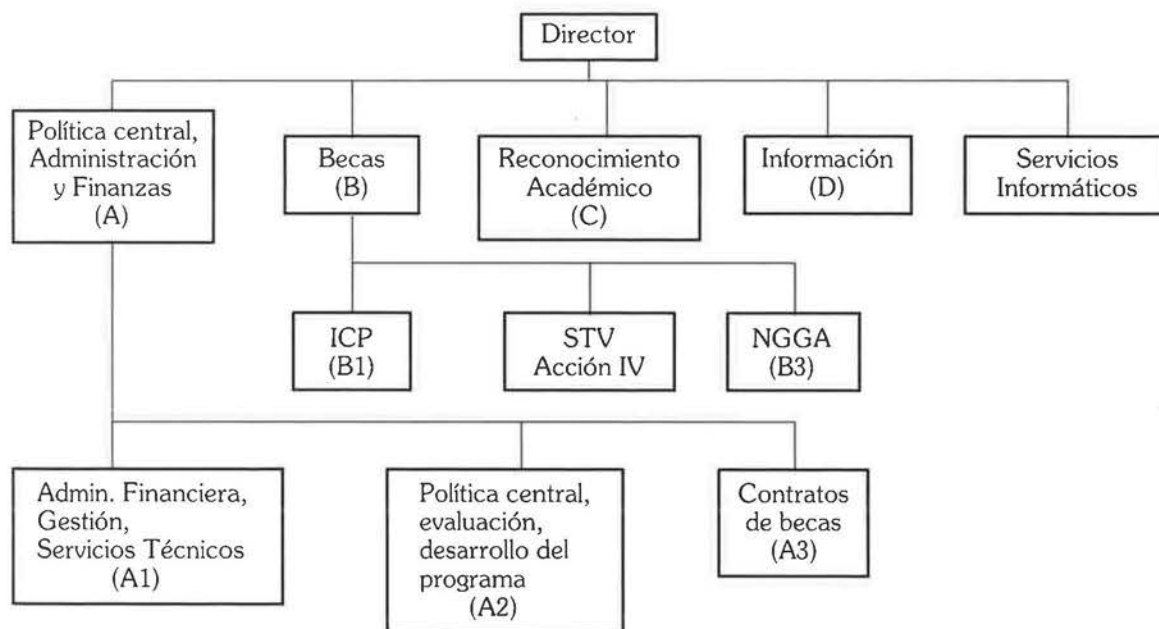 Director
Política central,
Administración
y Finanzas
(A)
Becas
(B)
Reconocimiento
Académico
(C)
Información
(D)
Servicios
Informáticos
ICP
(B1)
STV
Acción IV
NGGA
(B3)
Admin. Financiera,
Gestión,
Servicios Técnicos
(A1)
Política central,
evaluación,
desarrollo del
programa
(A2)
Contratos
de becas
(A3)